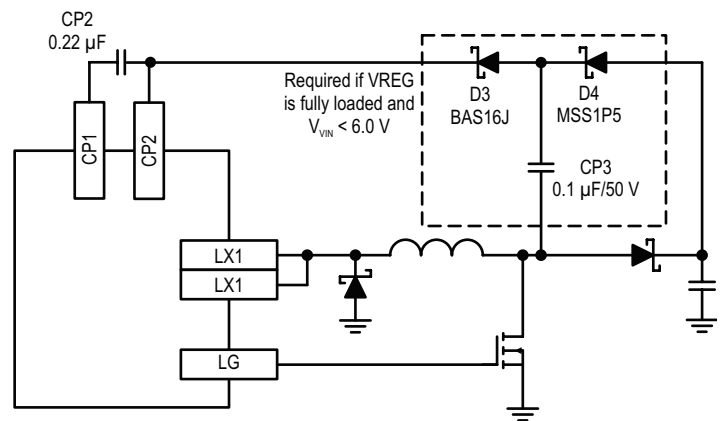 CP2
0.22 µF
Required if VREG
is fully loaded and
VVIN < 6.0 V
D3
BAS16J
D4
MSS1P5
CP3
0.1 µF/50 V
CP1
CP2
LX1
LX1
LG